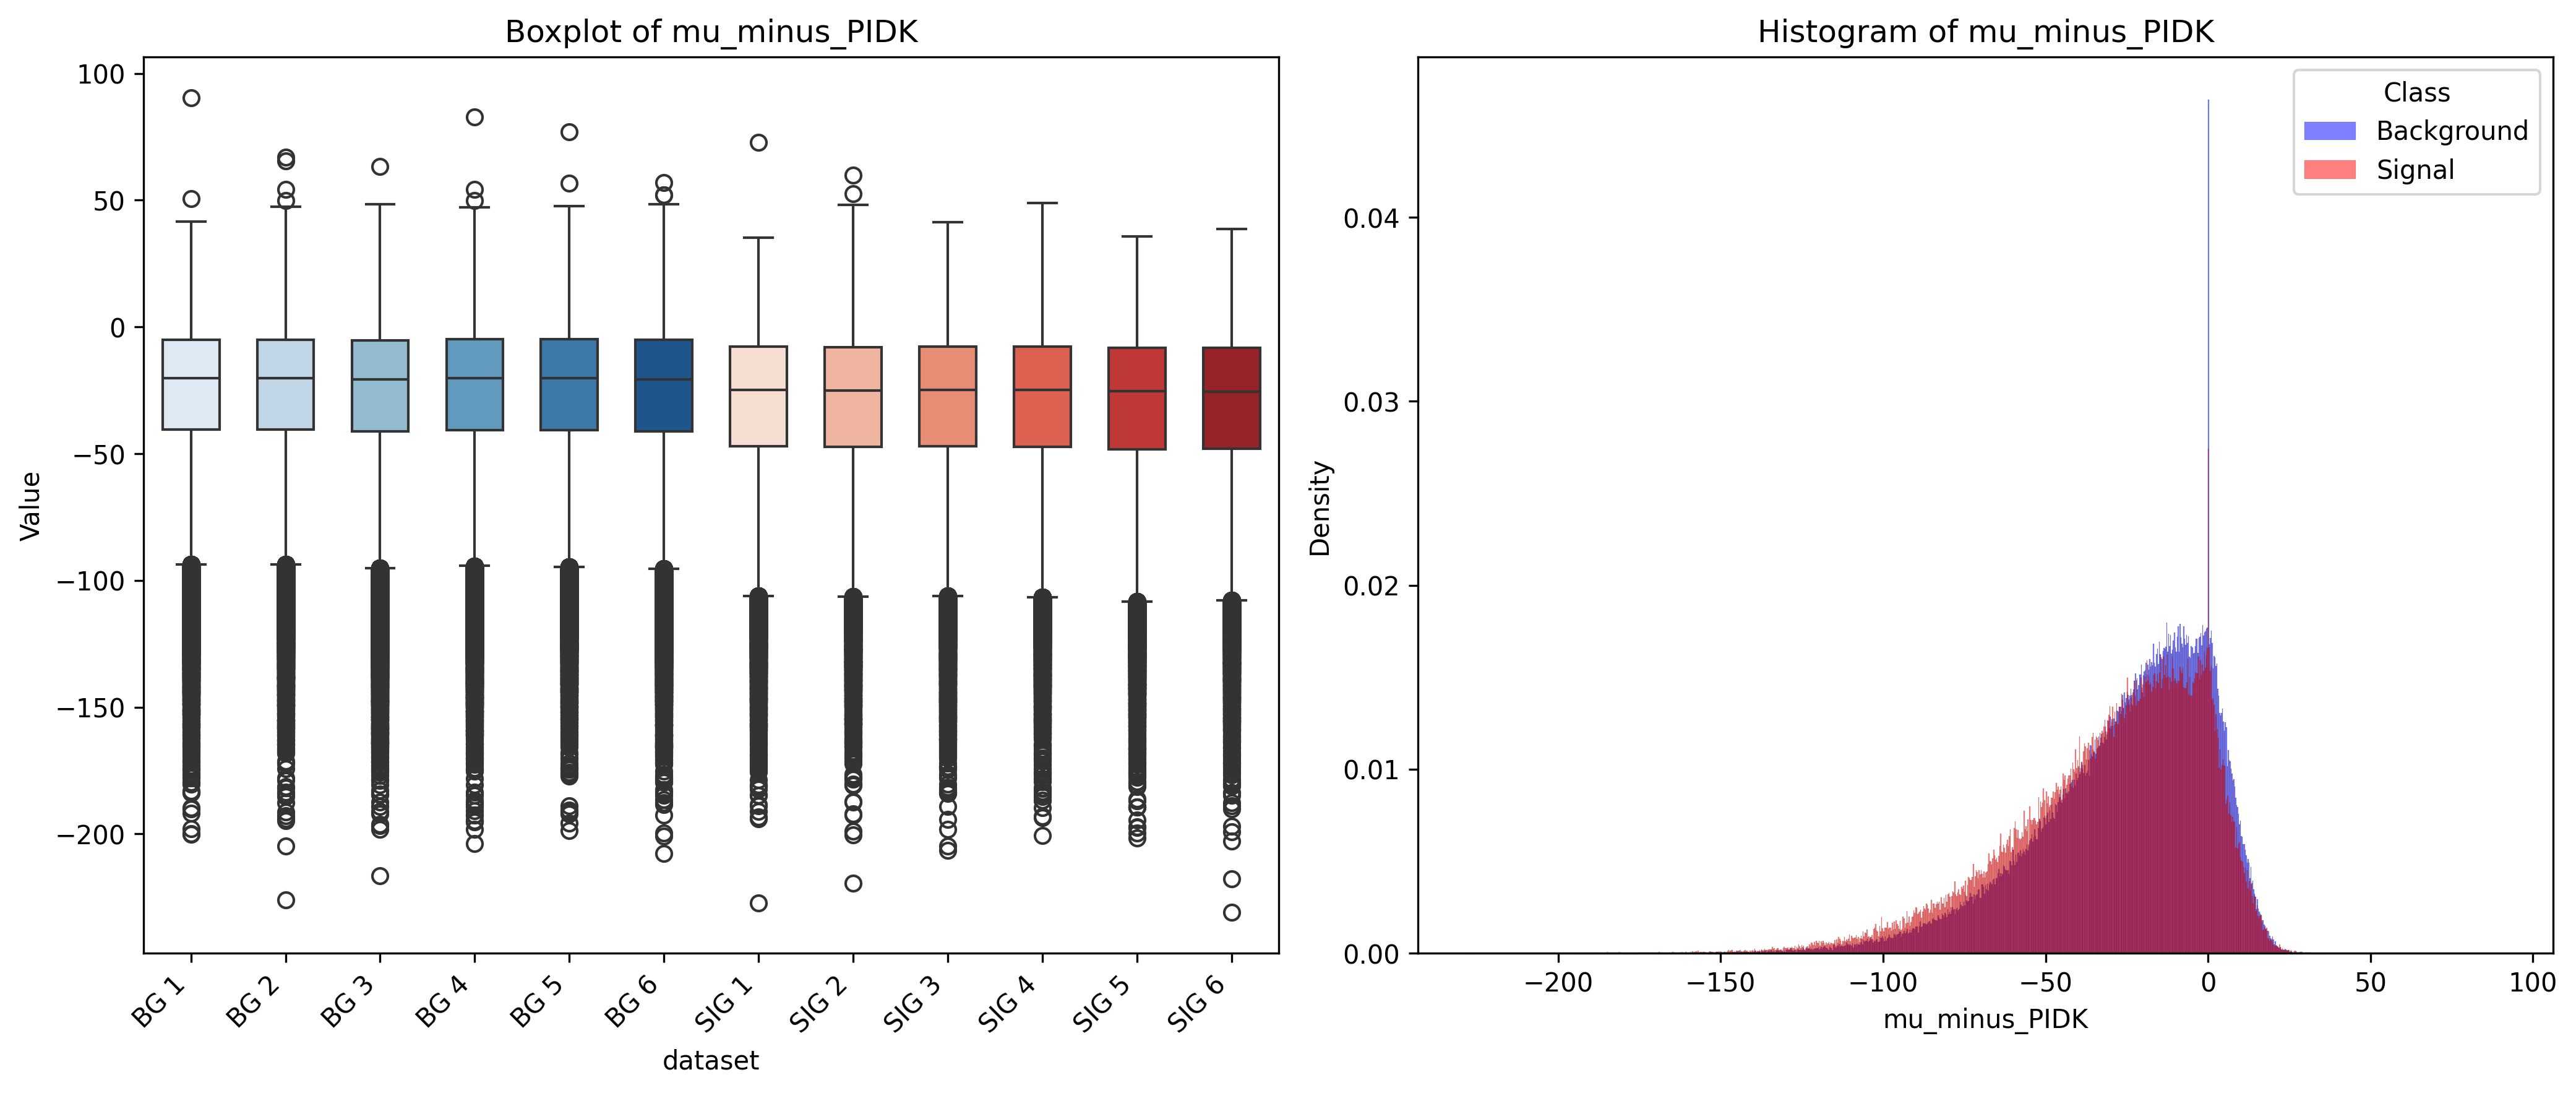 Boxplot of mu_minus_PIDK
100
50
0
−50
−100
−150
−200
Value
BG 1
BG 2
BG 3
BG 4
BG 5
BG 6
SIG 1
SIG 2
SIG 3
SIG 4
SIG 5
SIG 6
dataset
Histogram of mu_minus_PIDK
Class
Background
Signal
0.04
0.03
0.02
0.01
0.00
Density
−200
−150
−100
−50
0
50
100
mu_minus_PIDK